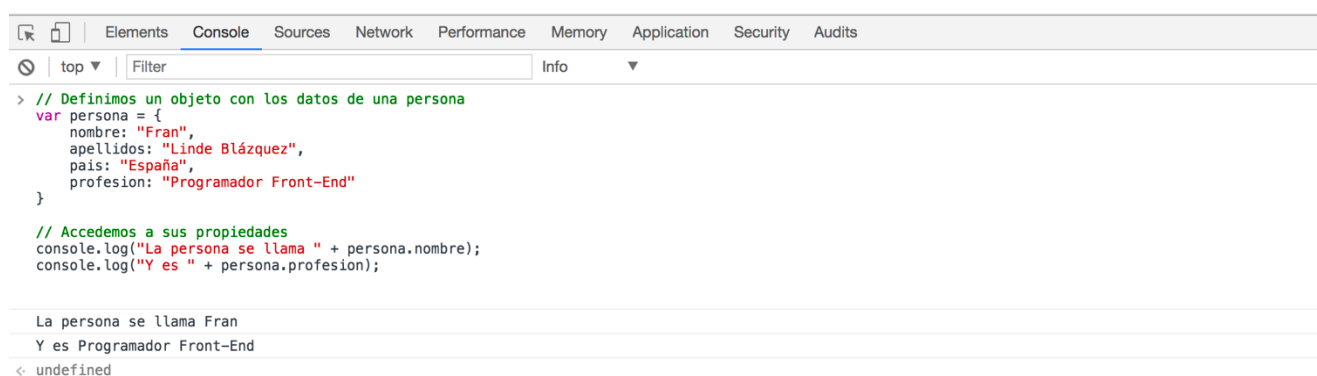 Elements Console Sources Network Performance Memory Application Security Audits
top ▼ Filter Info ▼
> // Definimos un objeto con los datos de una persona
var persona = {
    nombre: "Fran",
    apellidos: "Linde Blázquez",
    pais: "España",
    profesion: "Programador Front-End"
}
// Accedemos a sus propiedades
console.log("La persona se llama " + persona.nombre);
console.log("Y es " + persona.profesion);
La persona se llama Fran
Y es Programador Front-End
undefined